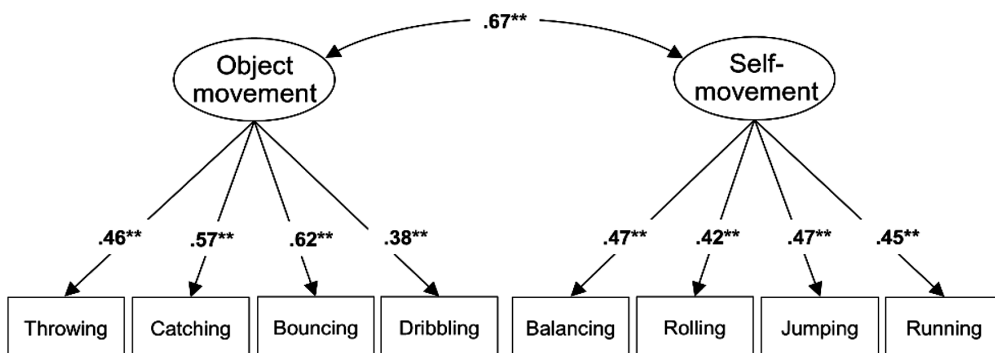 .67**
Object
movement
Self-
movement
.46** .57** .62** .38** .47** .42** .47** .45**
Throwing Catching Bouncing Dribbling Balancing Rolling Jumping Running